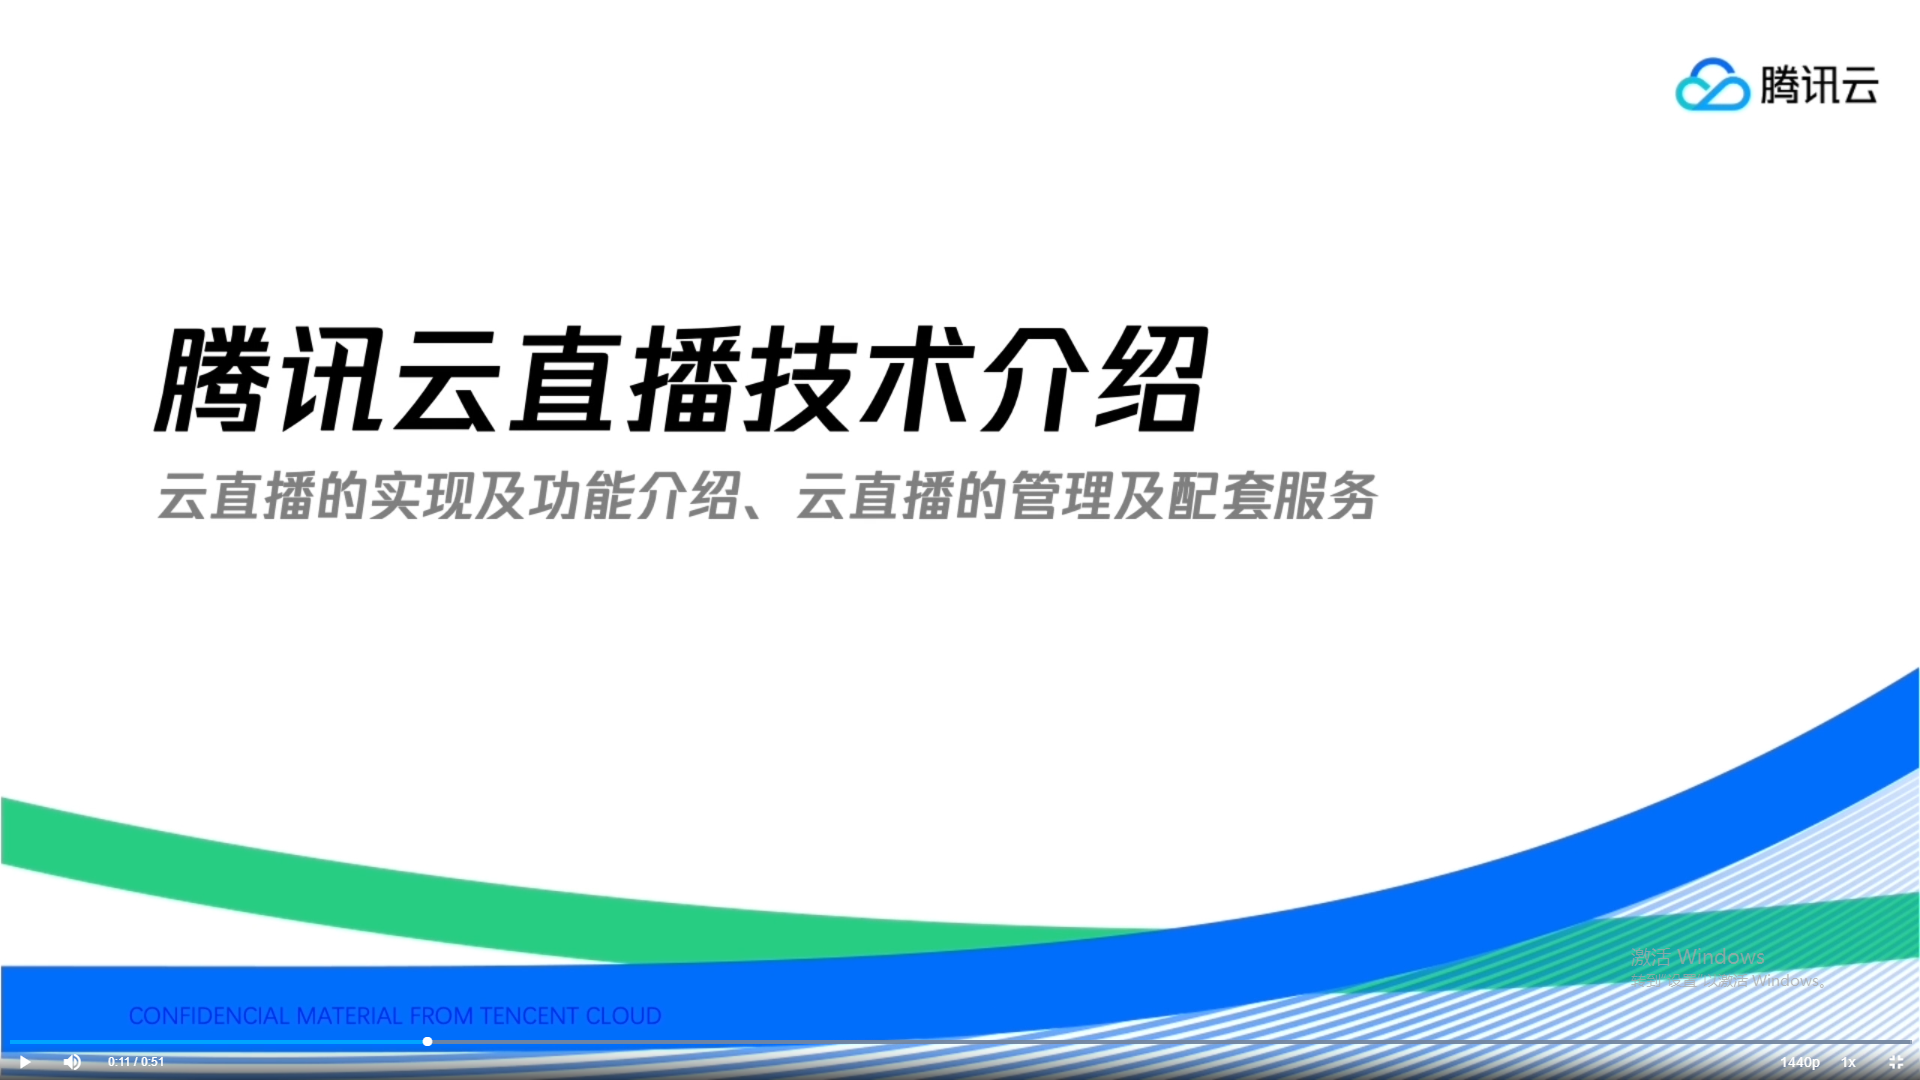 腾讯云
腾讯云直播技术介绍
云直播的实现及功能介绍、云直播的管理及配套服务
激活 Windows
转到“设置”以激活 Windows。
CONFIDENCIAL MATERIAL FROM TENCENT CLOUD
0:11 / 0:51
1440p
1x